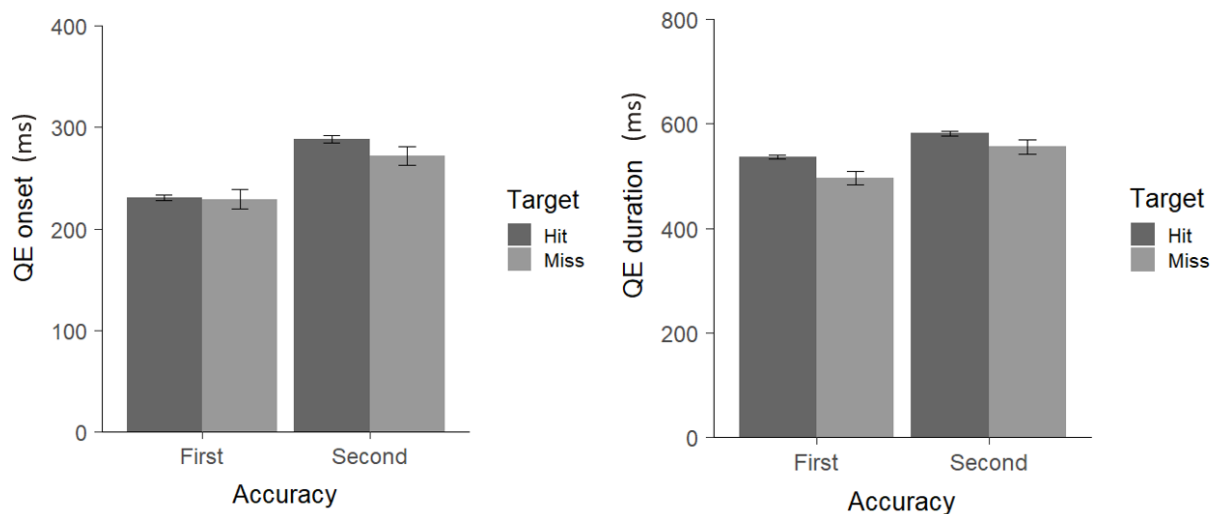 400
300
200
100
0
QE onset (ms)
First
Second
Accuracy
Target
Hit
Miss
800
600
400
200
0
QE duration (ms)
First
Second
Accuracy
Target
Hit
Miss